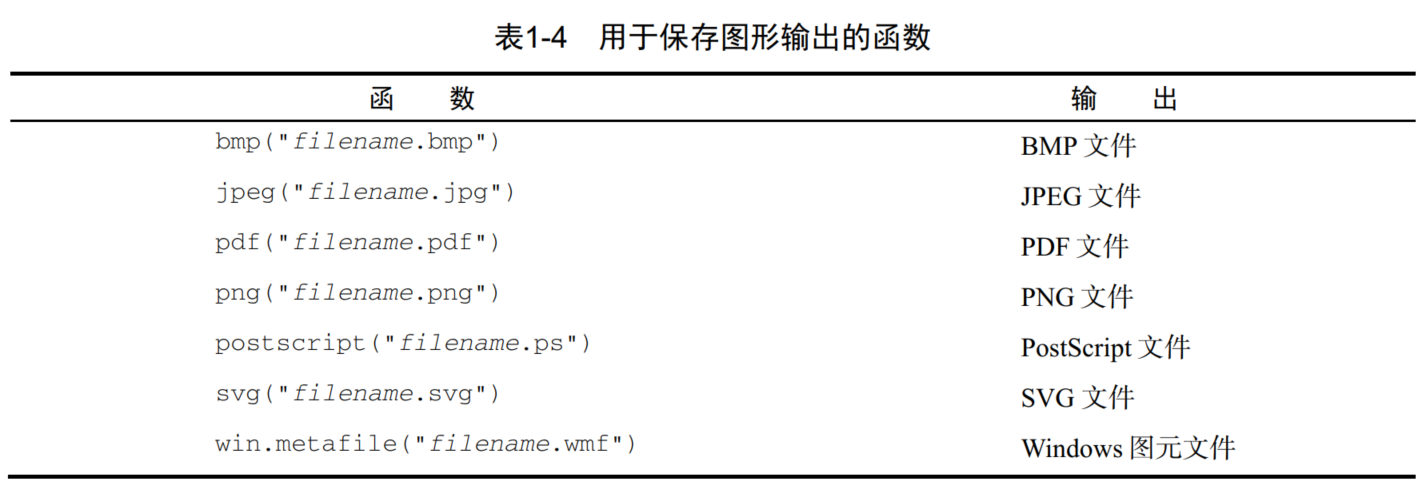 表1-4 用于保存图形输出的函数
函 数 输 出
bmp("filename.bmp") BMP 文件
jpeg("filename.jpg") JPEG 文件
pdf("filename.pdf") PDF 文件
png("filename.png") PNG 文件
postscript("filename.ps") PostScript 文件
svg("filename.svg") SVG 文件
win.metafile("filename.wmf") Windows 图元文件